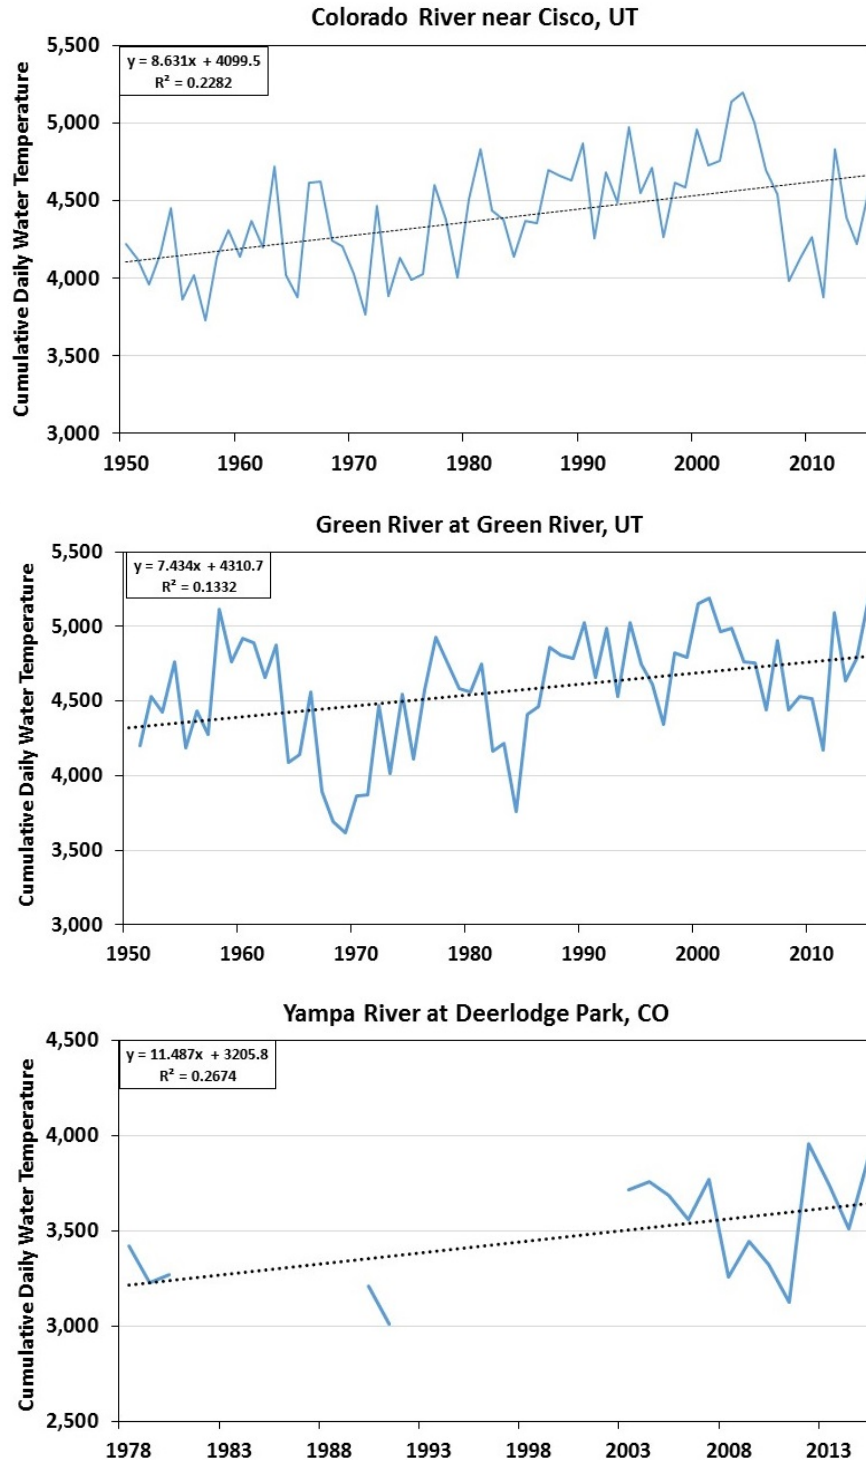 Colorado River near Cisco, UT
y = 8.631x + 4099.5
R² = 0.2282
Cumulative Daily Water Temperature
5,500
5,000
4,500
4,000
3,500
3,000
1950 1960 1970 1980 1990 2000 2010
Green River at Green River, UT
y = 7.434x + 4310.7
R² = 0.1332
Cumulative Daily Water Temperature
5,500
5,000
4,500
4,000
3,500
3,000
1950 1960 1970 1980 1990 2000 2010
Yampa River at Deerlodge Park, CO
y = 11.487x + 3205.8
R² = 0.2674
Cumulative Daily Water Temperature
4,500
4,000
3,500
3,000
2,500
1978 1983 1988 1993 1998 2003 2008 2013